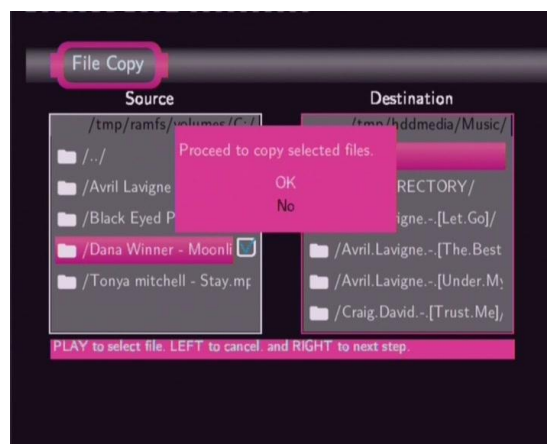 File Copy
Source
Destination
/tmp/ramfs/volumes/C:/
/tmp/hddmedia/Music/
Proceed to copy selected files.
OK
No
/../
/Avril Lavigne
/Black Eyed P
/Dana Winner - Moonli
/Tonya mitchell - Stay.mp
RECTORY/
igne.-.[Let.Go]/
/Avril.Lavigne.-.[The.Best
/Avril.Lavigne.-.[Under.My
/Craig.David.-.[Trust.Me]/
PLAY to select file. LEFT to cancel. and RIGHT to next step.